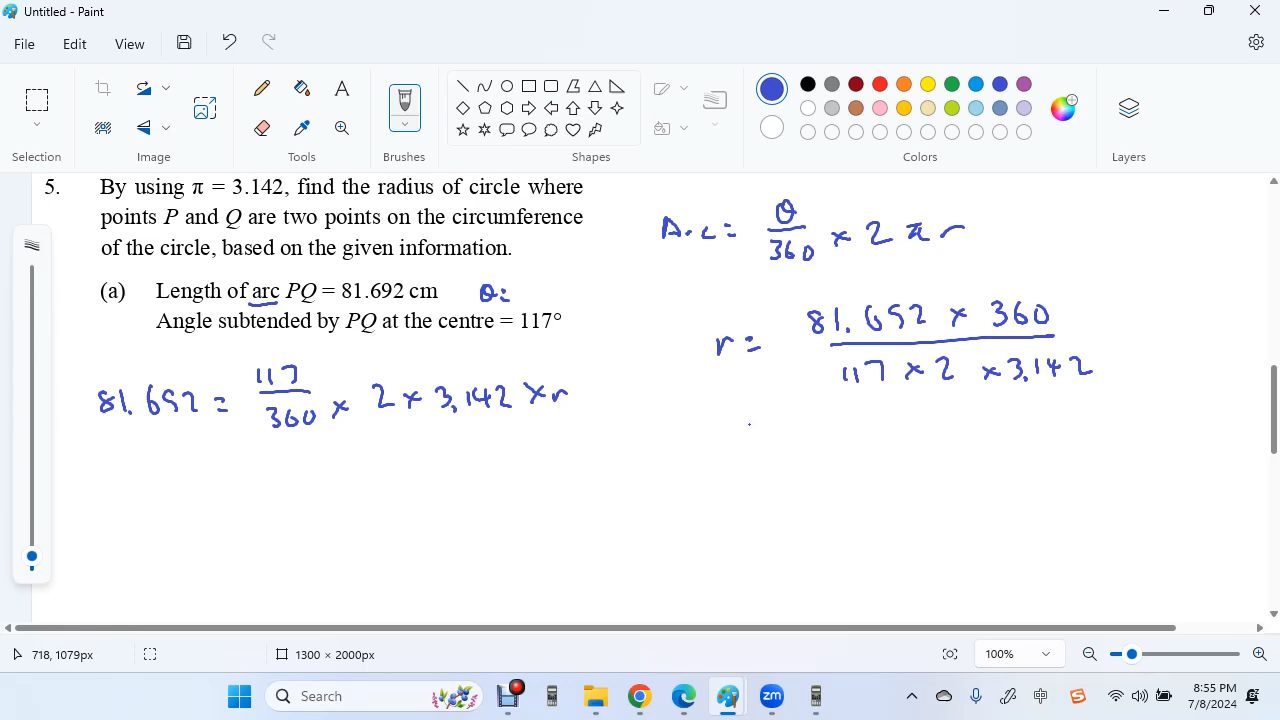 Untitled - Paint
File Edit View
Selection Image Tools Brushes Shapes Colors Layers
5. By using π = 3.142, find the radius of circle where
points P and Q are two points on the circumference
of the circle, based on the given information.
(a) Length of arc PQ = 81.692 cm θ=
Angle subtended by PQ at the centre = 117°
81.692 = 117/360 × 2 × 3.142 × r
Arc = θ/360 × 2 π r
r = 81.692 × 360 / 117 × 2 × 3.142
718, 1079px 1300 × 2000px 100%
Search zm 中 S 8:55 PM
7/8/2024